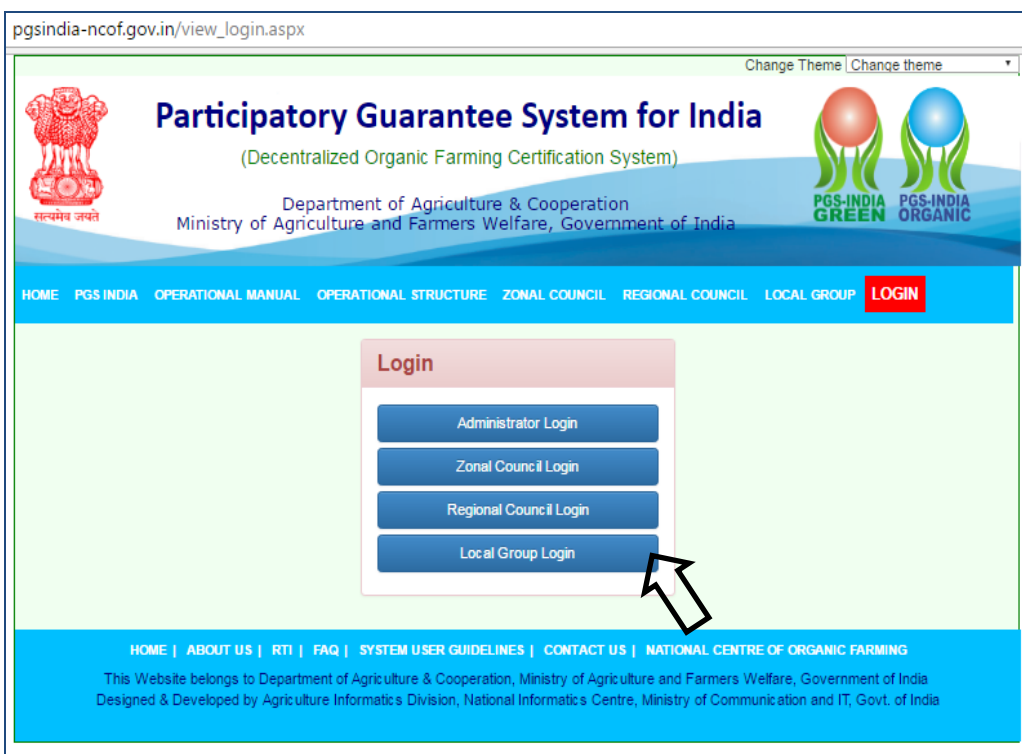 pgsindia-ncof.gov.in/view_login.aspx
Change Theme Change theme
Participatory Guarantee System for India
(Decentralized Organic Farming Certification System)
Department of Agriculture & Cooperation
Ministry of Agriculture and Farmers Welfare, Government of India
सत्यमेव जयते
PGS-INDIA GREEN
PGS-INDIA ORGANIC
HOME PGS INDIA OPERATIONAL MANUAL OPERATIONAL STRUCTURE ZONAL COUNCIL REGIONAL COUNCIL LOCAL GROUP LOGIN
Login
Administrator Login
Zonal Council Login
Regional Council Login
Local Group Login
HOME | ABOUT US | RTI | FAQ | SYSTEM USER GUIDELINES | CONTACT US | NATIONAL CENTRE OF ORGANIC FARMING
This Website belongs to Department of Agriculture & Cooperation, Ministry of Agriculture and Farmers Welfare, Government of India
Designed & Developed by Agriculture Informatics Division, National Informatics Centre, Ministry of Communication and IT, Govt. of India